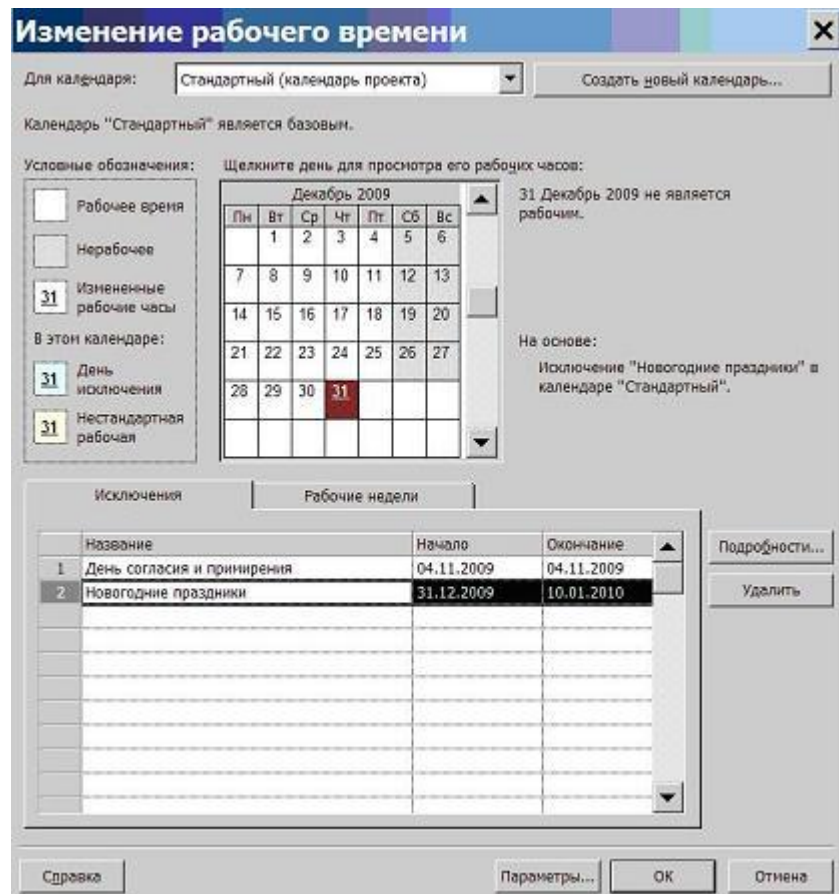 Изменение рабочего времени
Для календаря: Стандартный (календарь проекта) Создать новый календарь...
Календарь "Стандартный" является базовым.
Условные обозначения:
Рабочее время
Нерабочее
31 Измененные рабочие часы
В этом календаре:
31 День исключения
31 Нестандартная рабочая
Щелкните день для просмотра его рабочих часов:
Декабрь 2009
Пн Вт Ср Чт Пт Сб Вс
1 2 3 4 5 6
7 8 9 10 11 12 13
14 15 16 17 18 19 20
21 22 23 24 25 26 27
28 29 30 31
31 Декабрь 2009 не является
рабочим.
На основе:
Исключение "Новогодние праздники" в
календаре "Стандартный".
Исключения Рабочие недели
Название Начало Окончание
1 День согласия и примирения 04.11.2009 04.11.2009
2 Новогодние праздники 31.12.2009 10.01.2010
Подробности...
Удалить
Справка Параметры... ОК Отмена